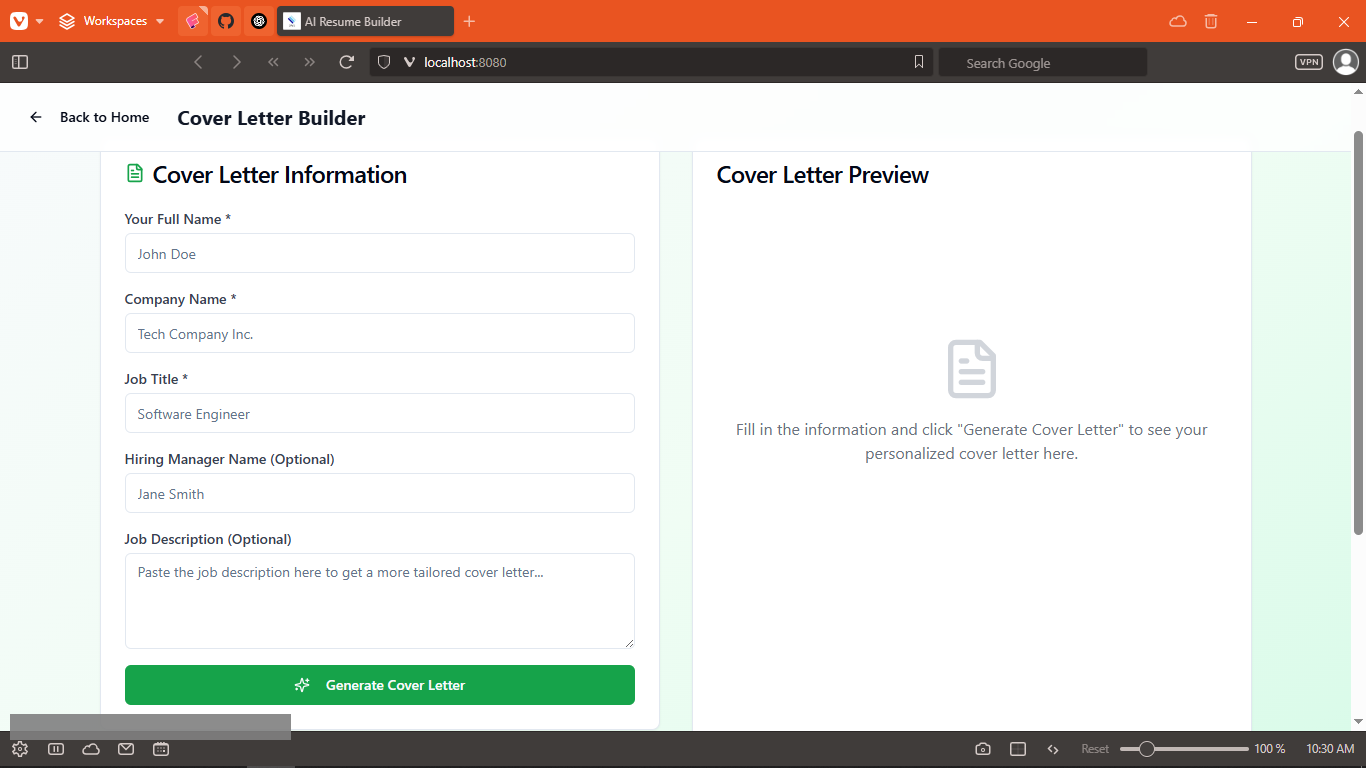 Workspaces
AI Resume Builder
localhost:8080
Search Google
VPN
Back to Home
Cover Letter Builder
Cover Letter Information
Your Full Name *
John Doe
Company Name *
Tech Company Inc.
Job Title *
Software Engineer
Hiring Manager Name (Optional)
Jane Smith
Job Description (Optional)
Paste the job description here to get a more tailored cover letter...
Generate Cover Letter
Cover Letter Preview
Fill in the information and click "Generate Cover Letter" to see your
personalized cover letter here.
Reset
100 %
10:30 AM